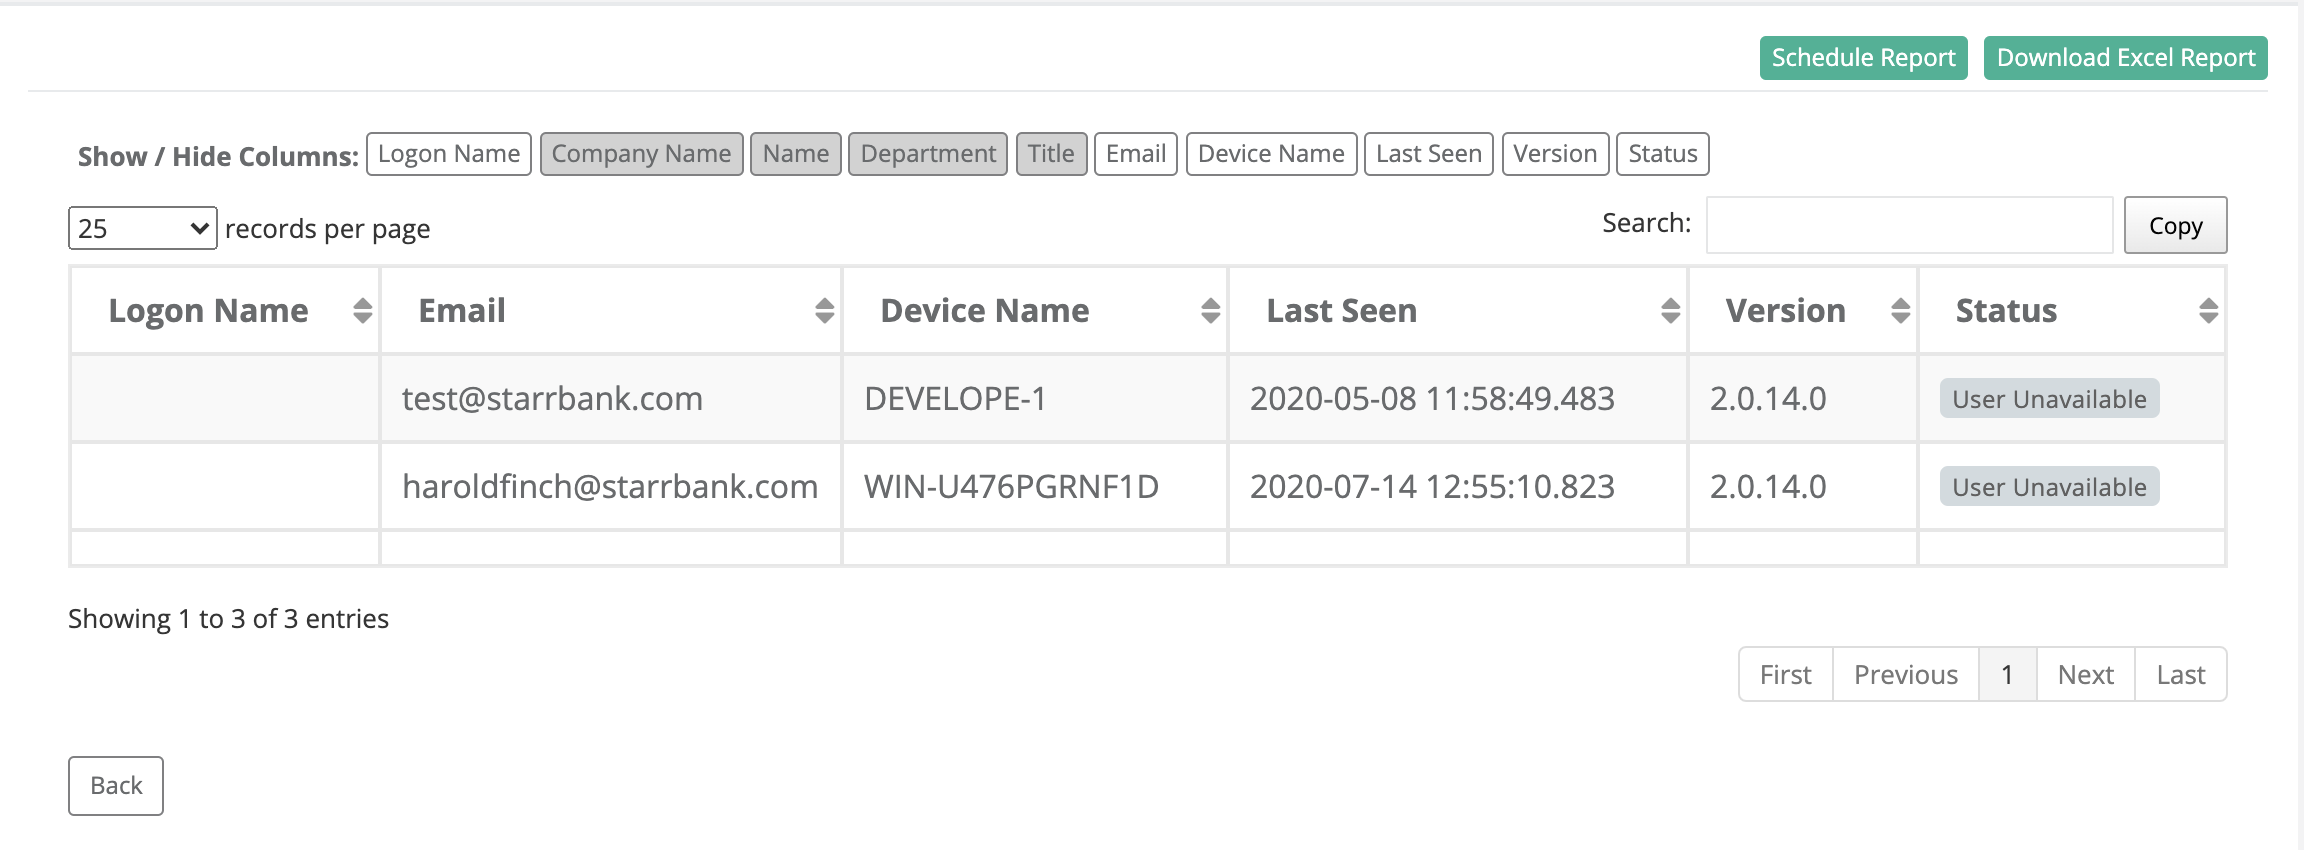 Schedule Report Download Excel Report
Show / Hide Columns: Logon Name Company Name Name Department Title Email Device Name Last Seen Version Status
25 records per page Search: Copy
Logon Name Email Device Name Last Seen Version Status
test@starrbank.com DEVELOPE-1 2020-05-08 11:58:49.483 2.0.14.0 User Unavailable
haroldfinch@starrbank.com WIN-U476PGRNF1D 2020-07-14 12:55:10.823 2.0.14.0 User Unavailable
Showing 1 to 3 of 3 entries
First Previous 1 Next Last
Back